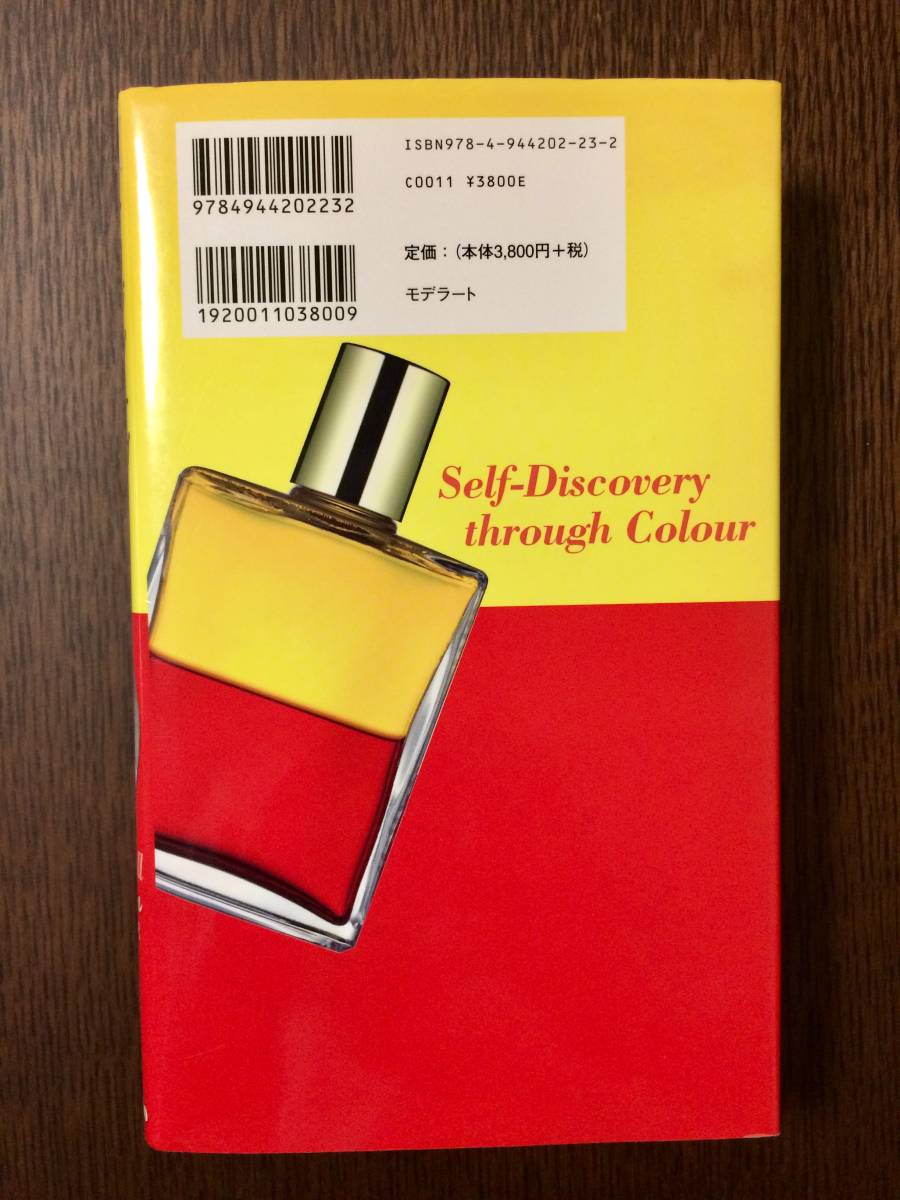 ISBN978-4-944202-23-2
9784944202232
C0011 ¥3800E
定価：（本体3,800円＋税）
1920011038009
モデラート
Self-Discovery
through Colour